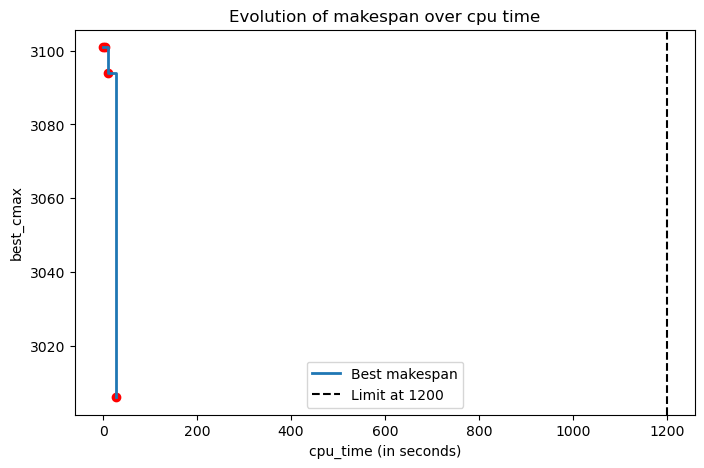 Evolution of makespan over cpu time
best_cmax
3100
3080
3060
3040
3020
Best makespan
Limit at 1200
0 200 400 600 800 1000 1200
cpu_time (in seconds)